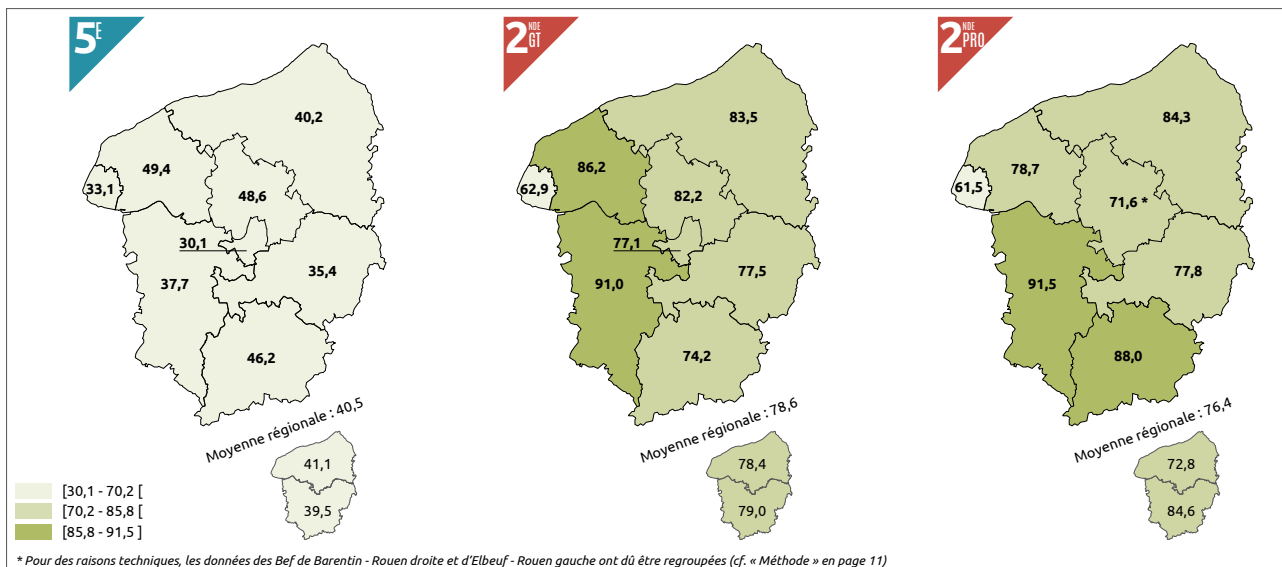 5E
40,2
49,4
33,1
48,6
30,1
35,4
37,7
46,2
Moyenne régionale : 40,5
41,1
39,5
2NDE GT
83,5
86,2
62,9
82,2
77,1
77,5
91,0
74,2
Moyenne régionale : 78,6
78,4
79,0
2NDE PRO
84,3
78,7
61,5
71,6 *
77,8
91,5
88,0
Moyenne régionale : 76,4
72,8
84,6
[30,1 - 70,2 [
[70,2 - 85,8 [
[85,8 - 91,5 ]
* Pour des raisons techniques, les données des Bef de Barentin - Rouen droite et d’Elbeuf - Rouen gauche ont dû être regroupées (cf. « Méthode » en page 11)